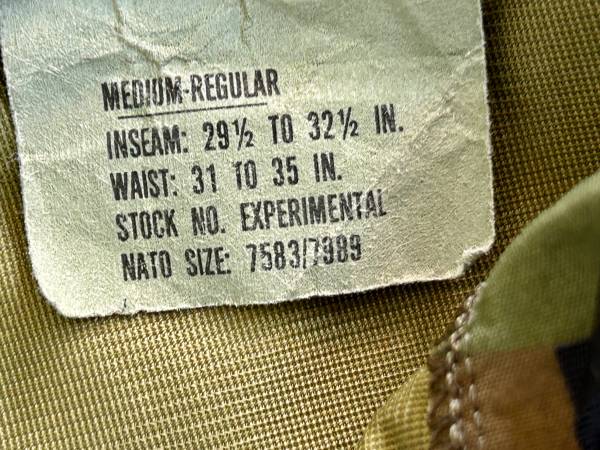 MEDIUM-REGULAR
INSEAM: 29½ TO 32½ IN.
WAIST: 31 TO 35 IN.
STOCK NO. EXPERIMENTAL
NATO SIZE: 7583/7989